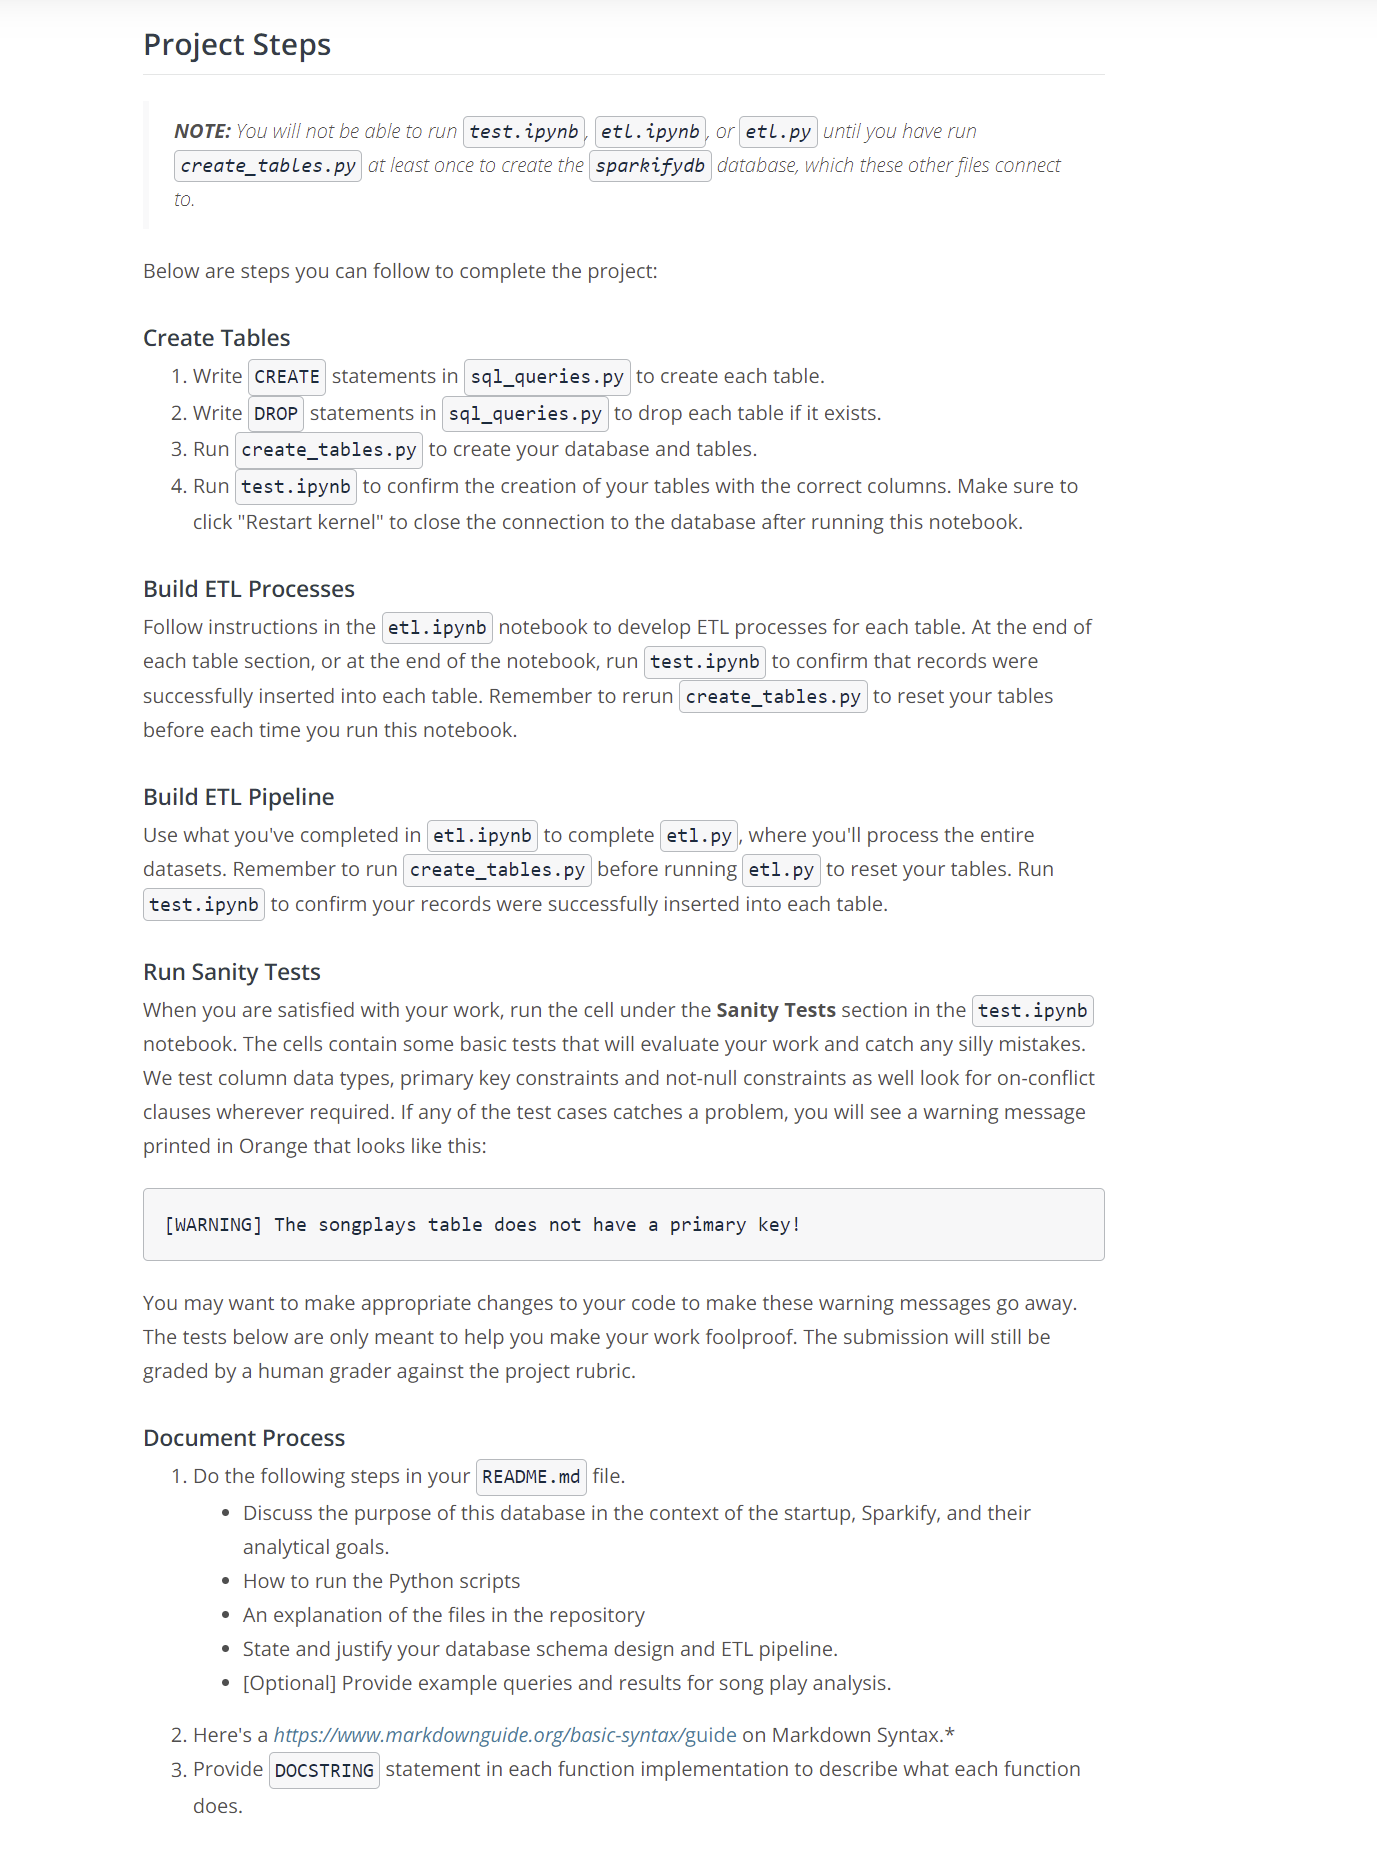 Project Steps
NOTE: You will not be able to run test.ipynb, etl.ipynb, or etl.py until you have run
create_tables.py at least once to create the sparkifydb database, which these other files connect
to.
Below are steps you can follow to complete the project:
Create Tables
1. Write CREATE statements in sql_queries.py to create each table.
2. Write DROP statements in sql_queries.py to drop each table if it exists.
3. Run create_tables.py to create your database and tables.
4. Run test.ipynb to confirm the creation of your tables with the correct columns. Make sure to
click "Restart kernel" to close the connection to the database after running this notebook.
Build ETL Processes
Follow instructions in the etl.ipynb notebook to develop ETL processes for each table. At the end of
each table section, or at the end of the notebook, run test.ipynb to confirm that records were
successfully inserted into each table. Remember to rerun create_tables.py to reset your tables
before each time you run this notebook.
Build ETL Pipeline
Use what you've completed in etl.ipynb to complete etl.py, where you'll process the entire
datasets. Remember to run create_tables.py before running etl.py to reset your tables. Run
test.ipynb to confirm your records were successfully inserted into each table.
Run Sanity Tests
When you are satisfied with your work, run the cell under the Sanity Tests section in the test.ipynb
notebook. The cells contain some basic tests that will evaluate your work and catch any silly mistakes.
We test column data types, primary key constraints and not-null constraints as well look for on-conflict
clauses wherever required. If any of the test cases catches a problem, you will see a warning message
printed in Orange that looks like this:
[WARNING] The songplays table does not have a primary key!
You may want to make appropriate changes to your code to make these warning messages go away.
The tests below are only meant to help you make your work foolproof. The submission will still be
graded by a human grader against the project rubric.
Document Process
1. Do the following steps in your README.md file.
• Discuss the purpose of this database in the context of the startup, Sparkify, and their
analytical goals.
• How to run the Python scripts
• An explanation of the files in the repository
• State and justify your database schema design and ETL pipeline.
• [Optional] Provide example queries and results for song play analysis.
2. Here's a https://www.markdownguide.org/basic-syntax/guide on Markdown Syntax.*
3. Provide DOCSTRING statement in each function implementation to describe what each function
does.